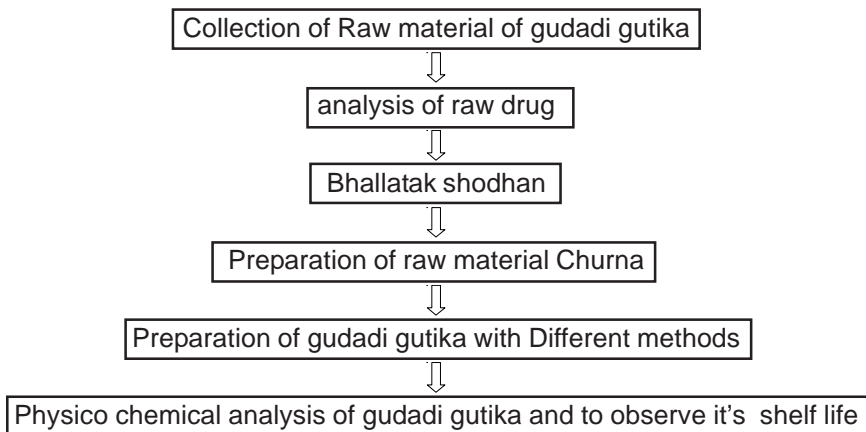 Collection of Raw material of gudadi gutika
analysis of raw drug
Bhallatak shodhan
Preparation of raw material Churna
Preparation of gudadi gutika with Different methods
Physico chemical analysis of gudadi gutika and to observe it’s shelf life